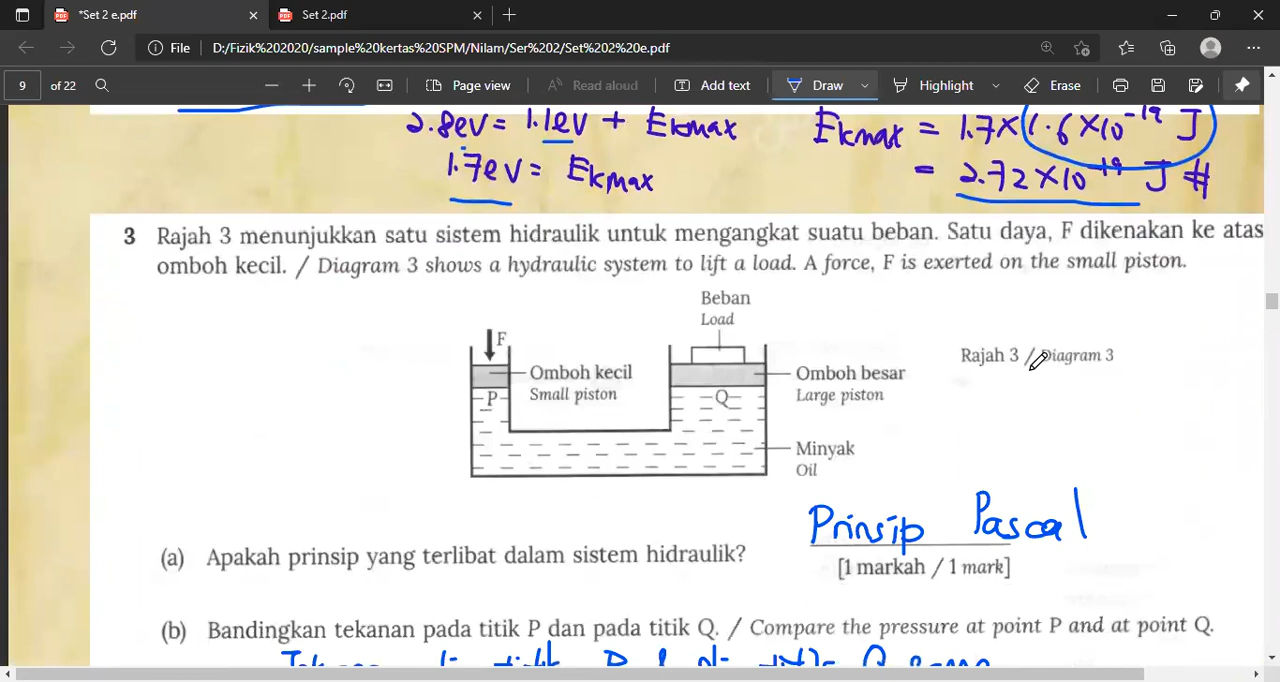 *Set 2 e.pdf
Set 2.pdf
File D:/Fizik%202020/sample%20kertas%20SPM/Nilam/Ser%202/Set%202%20e.pdf
9 of 22 Page view Read aloud Add text Draw Highlight Erase
2.8eV = 1.1eV + EKmax
EKmax = 1.7×(1.6×10⁻¹⁹ J
1.7eV = EKmax
= 2.72×10⁻¹⁹ J #
3 Rajah 3 menunjukkan satu sistem hidraulik untuk mengangkat suatu beban. Satu daya, F dikenakan ke atas
omboh kecil. / Diagram 3 shows a hydraulic system to lift a load. A force, F is exerted on the small piston.
Beban
Load
F
Rajah 3 / Diagram 3
Omboh kecil
Small piston
Omboh besar
Large piston
P
Q
Minyak
Oil
Prinsip Pascal
(a) Apakah prinsip yang terlibat dalam sistem hidraulik?
[1 markah / 1 mark]
(b) Bandingkan tekanan pada titik P dan pada titik Q. / Compare the pressure at point P and at point Q.